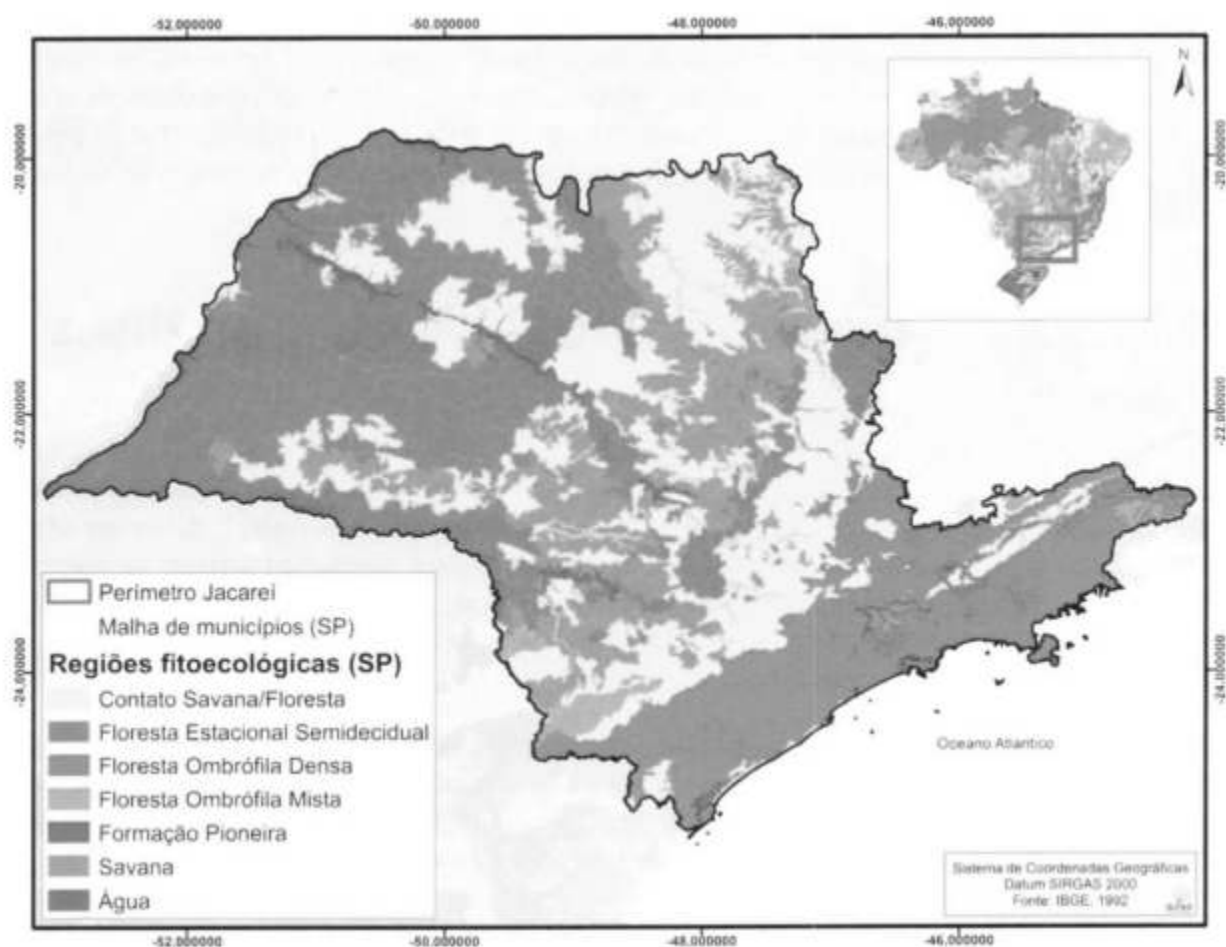 -52.000000 -50.000000 -48.000000 -46.000000
N
-20.000000 -20.000000
-22.000000 -22.000000
-24.000000 -24.000000
Perímetro Jacarei
Malha de municípios (SP)
Regiões fitoecológicas (SP)
Contato Savana/Floresta
Floresta Estacional Semidecidual
Floresta Ombrófila Densa
Floresta Ombrófila Mista
Formação Pioneira
Savana
Água
Oceano Atlantico
Sistema de Coordenadas Geográficas
Datum SIRGAS 2000
Fonte: IBGE, 1992
-52.000000 -50.000000 -48.000000 -46.000000